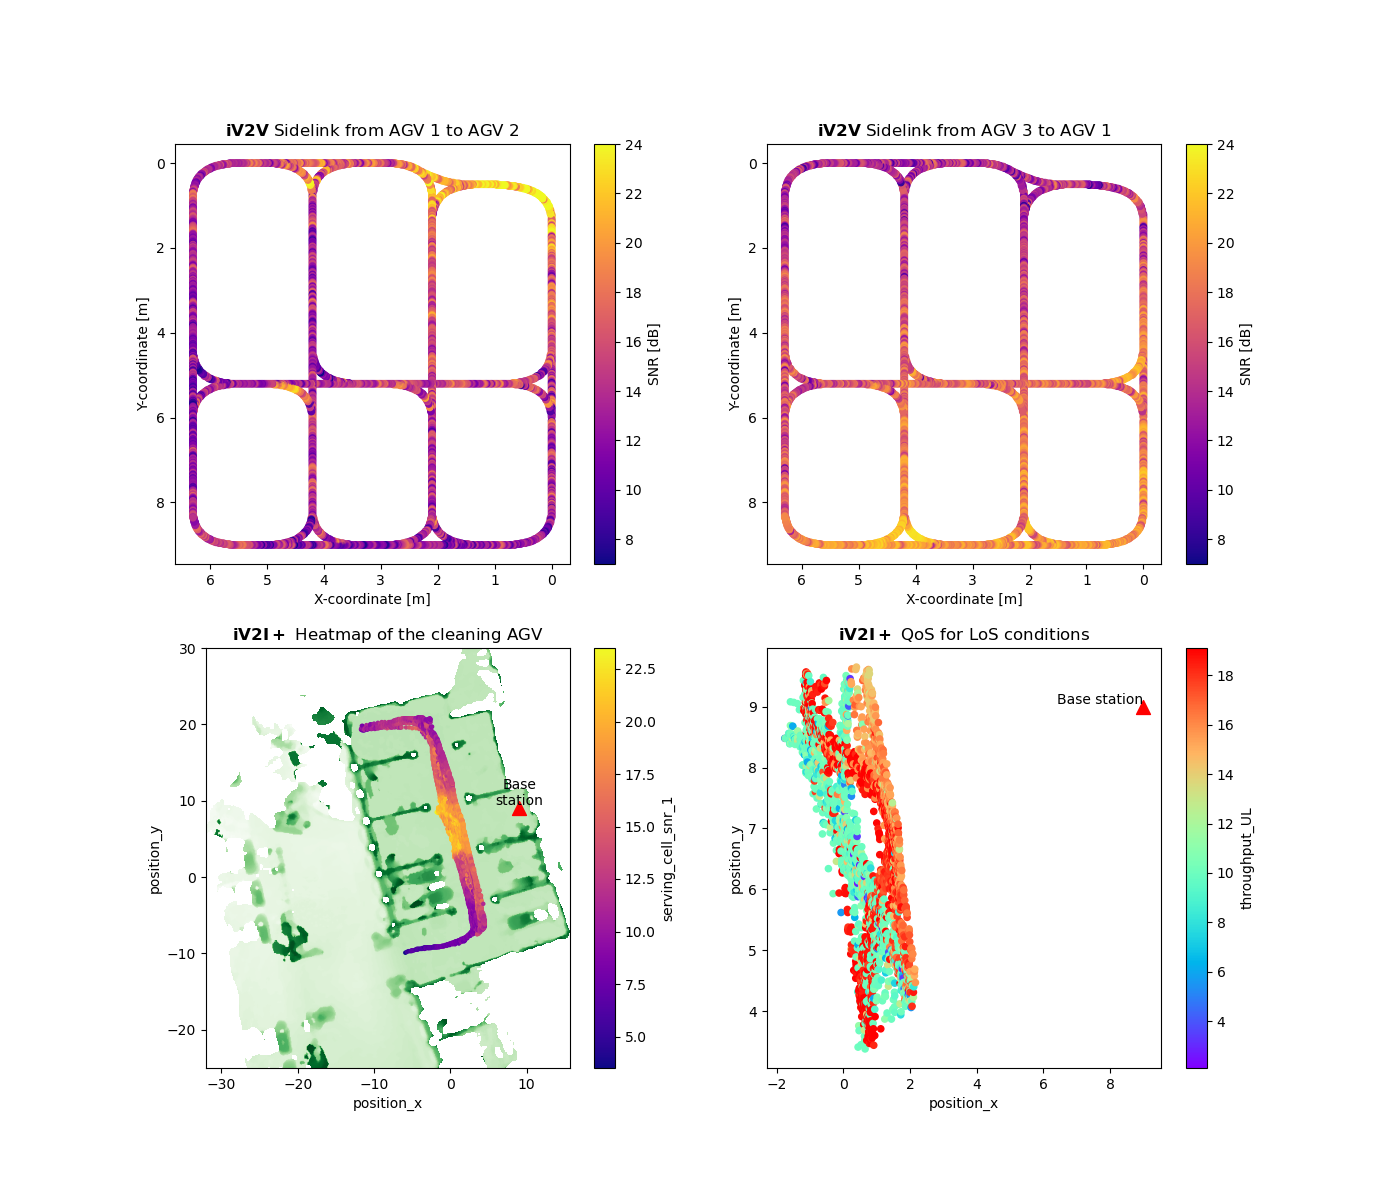 iV2V Sidelink from AGV 1 to AGV 2
0
2
4
6
8
Y-coordinate [m]
6 5 4 3 2 1 0
X-coordinate [m]
24
22
20
18
16
14
12
10
8
SNR [dB]
iV2V Sidelink from AGV 3 to AGV 1
0
2
4
6
8
Y-coordinate [m]
6 5 4 3 2 1 0
X-coordinate [m]
24
22
20
18
16
14
12
10
8
SNR [dB]
iV2I+ Heatmap of the cleaning AGV
30
20
10
0
−10
−20
position_y
Base
station
−30 −20 −10 0 10
position_x
22.5
20.0
17.5
15.0
12.5
10.0
7.5
5.0
serving_cell_snr_1
iV2I+ QoS for LoS conditions
9
8
7
6
5
4
position_y
Base station
−2 0 2 4 6 8
position_x
18
16
14
12
10
8
6
4
throughput_UL